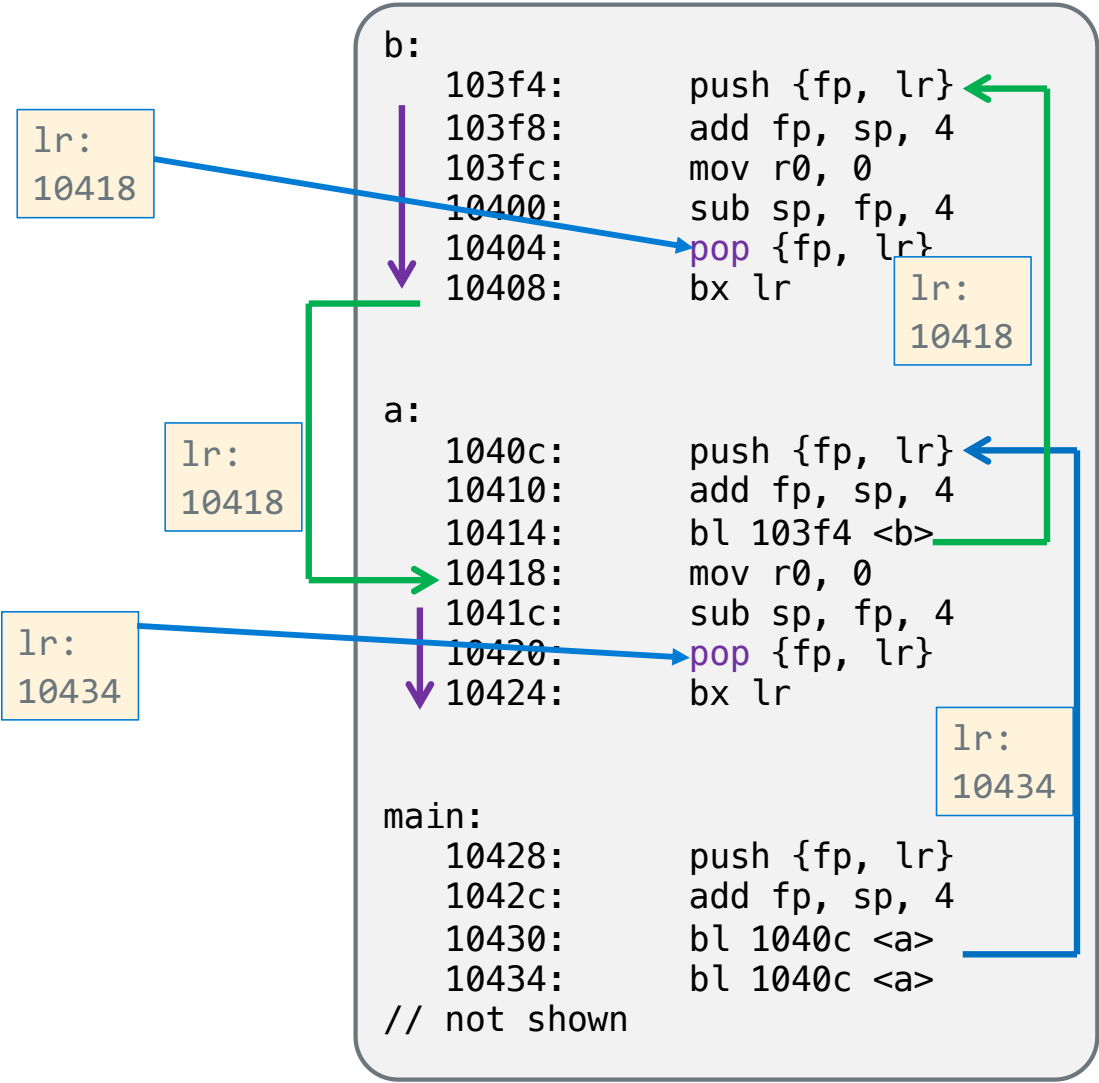 b:
103f4: push {fp, lr}
103f8: add fp, sp, 4
lr:
10418
103fc: mov r0, 0
10400: sub sp, fp, 4
10404: pop {fp, lr}
10408: bx lr
lr:
10418
a:
1040c: push {fp, lr}
lr:
10418
10410: add fp, sp, 4
10414: bl 103f4 <b>
10418: mov r0, 0
1041c: sub sp, fp, 4
lr:
10434
10420: pop {fp, lr}
10424: bx lr
lr:
10434
main:
10428: push {fp, lr}
1042c: add fp, sp, 4
10430: bl 1040c <a>
10434: bl 1040c <a>
// not shown